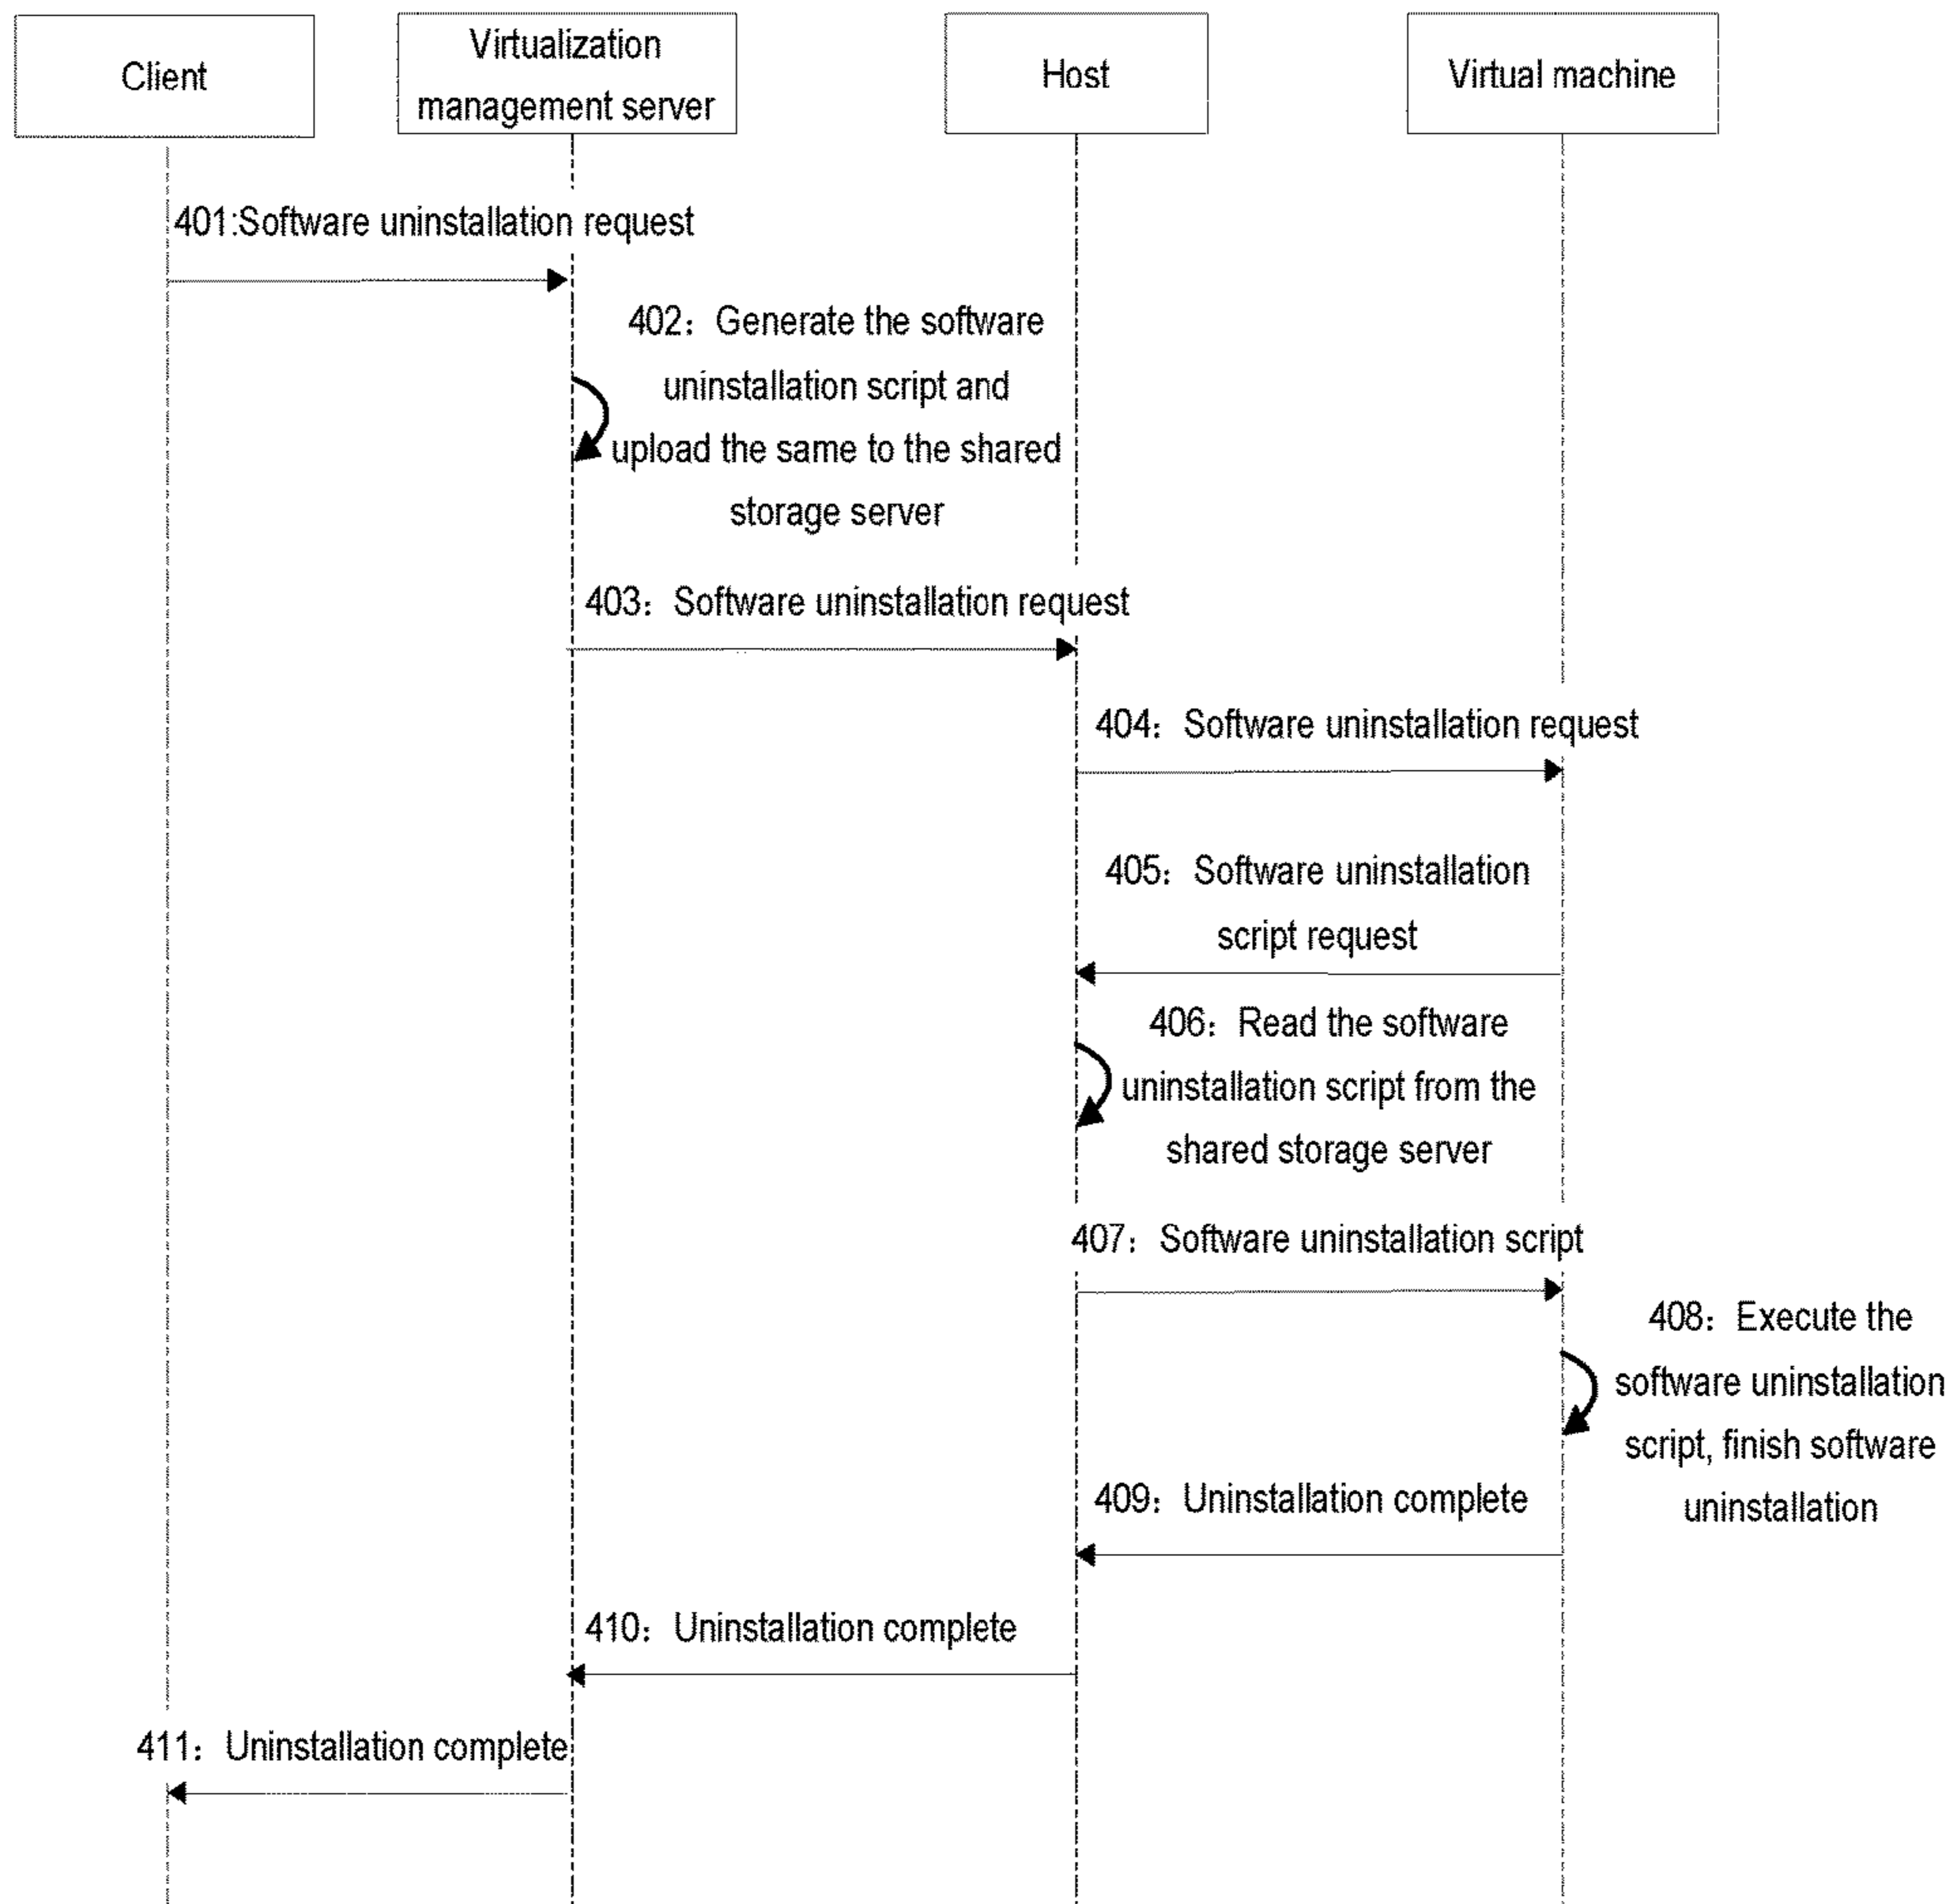 Client
Virtualization
management server
Host
Virtual machine
401:Software uninstallation request
402：Generate the software
uninstallation script and
upload the same to the shared
storage server
403：Software uninstallation request
404：Software uninstallation request
405：Software uninstallation
script request
406：Read the software
uninstallation script from the
shared storage server
407：Software uninstallation script
408：Execute the
software uninstallation
script, finish software
uninstallation
409：Uninstallation complete
410：Uninstallation complete
411：Uninstallation complete